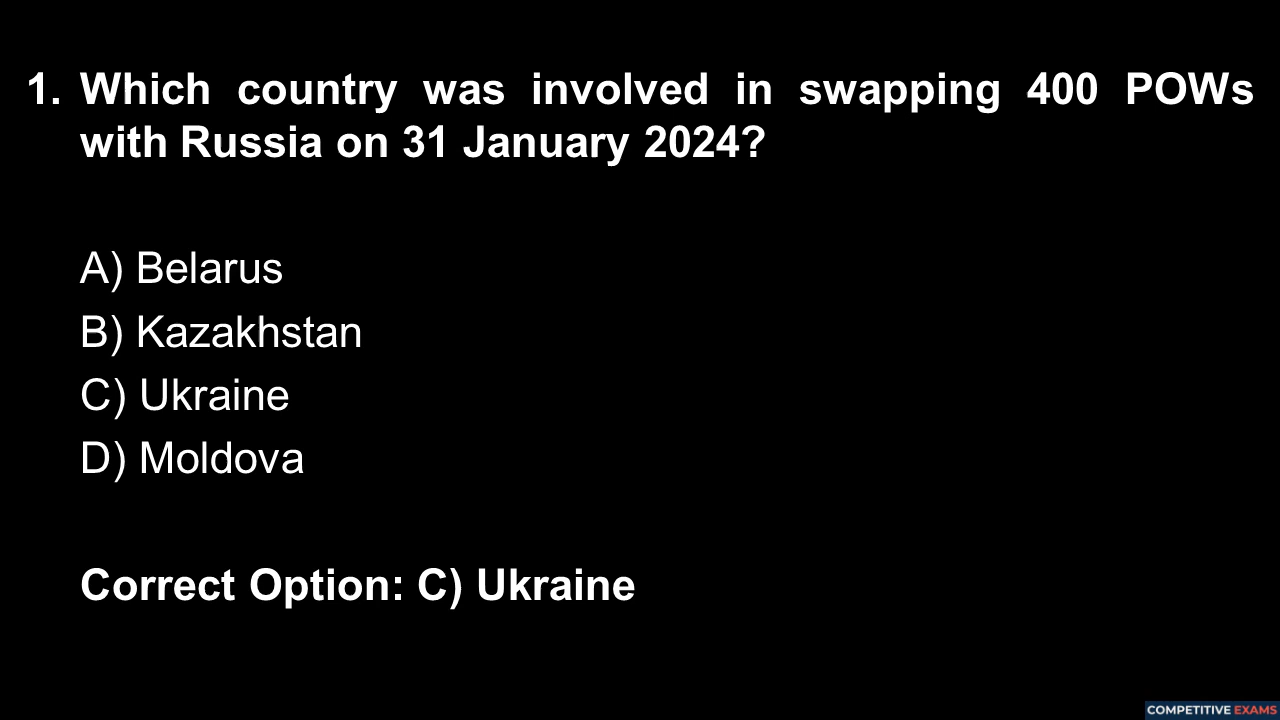 1. Which country was involved in swapping 400 POWs
with Russia on 31 January 2024?
A) Belarus
B) Kazakhstan
C) Ukraine
D) Moldova
Correct Option: C) Ukraine
COMPETITIVE EXAMS